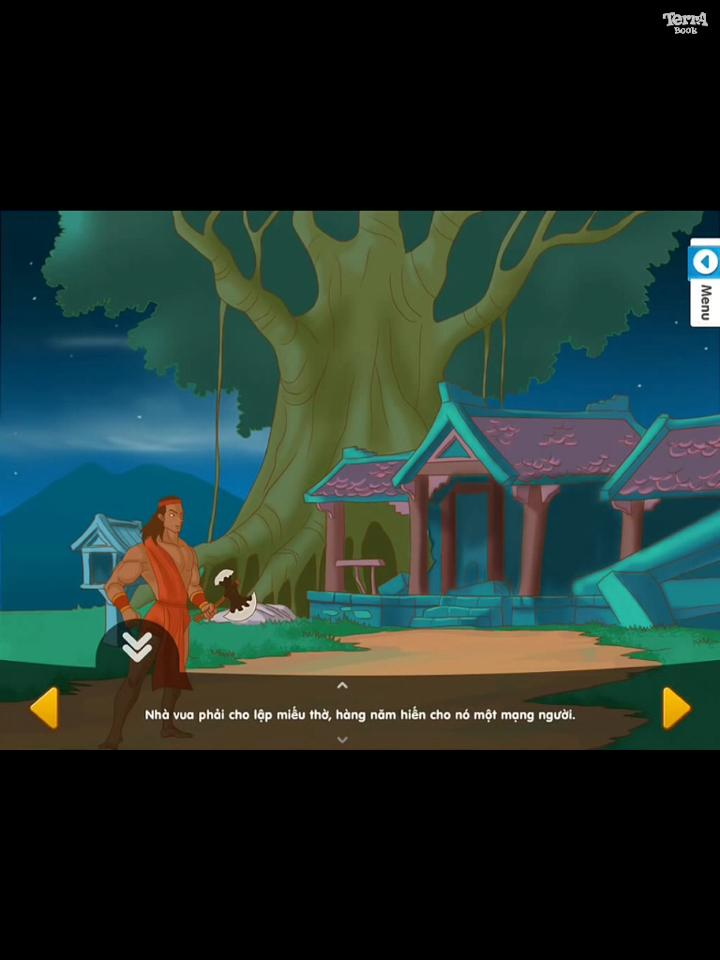 TerrA
Book
Menu
Nhà vua phải cho lập miếu thờ, hàng năm hiến cho nó một mạng người.